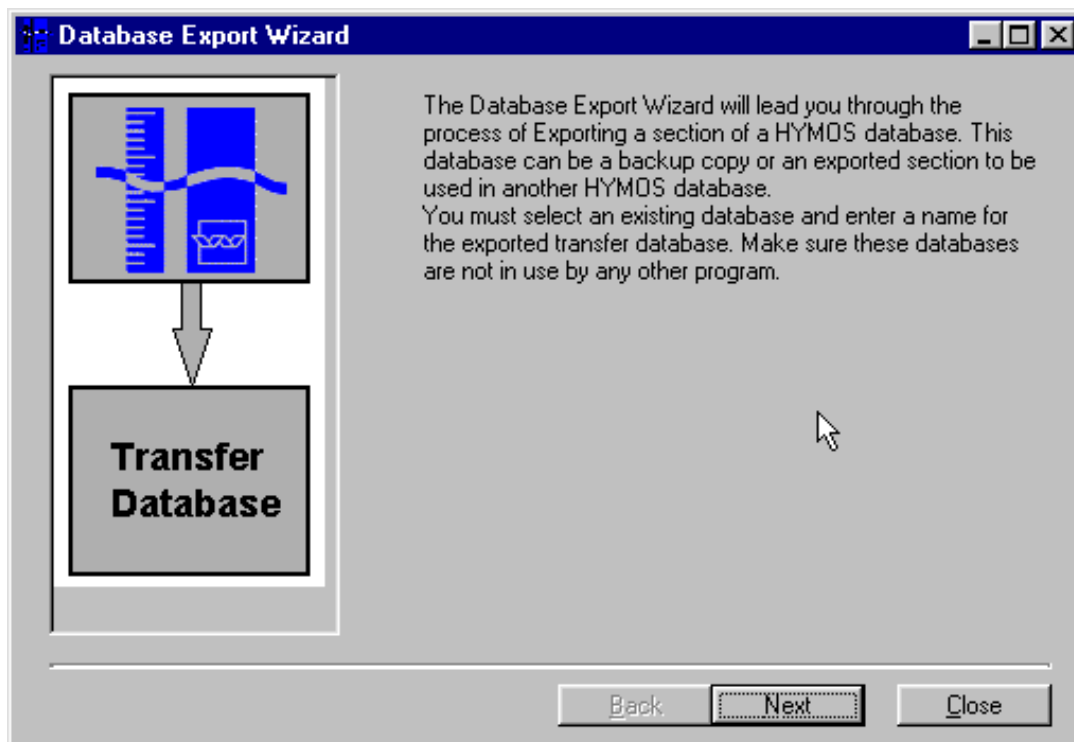 Database Export Wizard
The Database Export Wizard will lead you through the
process of Exporting a section of a HYMOS database. This
database can be a backup copy or an exported section to be
used in another HYMOS database.
You must select an existing database and enter a name for
the exported transfer database. Make sure these databases
are not in use by any other program.
Transfer
Database
Back
Next
Close